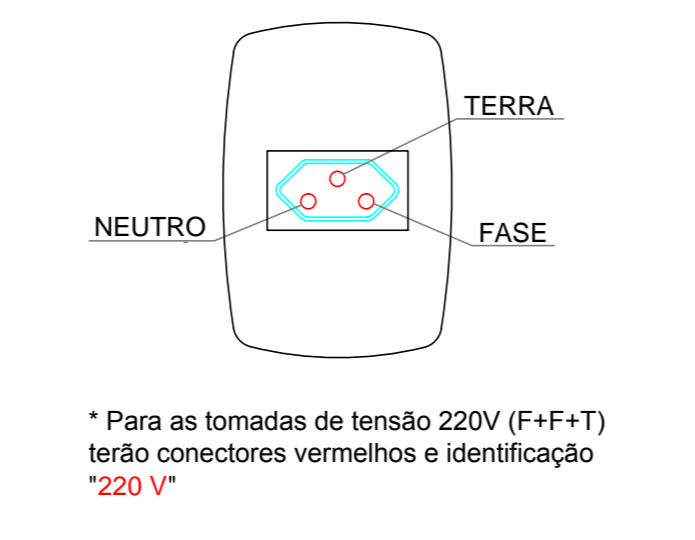 TERRA
NEUTRO
FASE
* Para as tomadas de tensão 220V (F+F+T)
terão conectores vermelhos e identificação
"220 V"